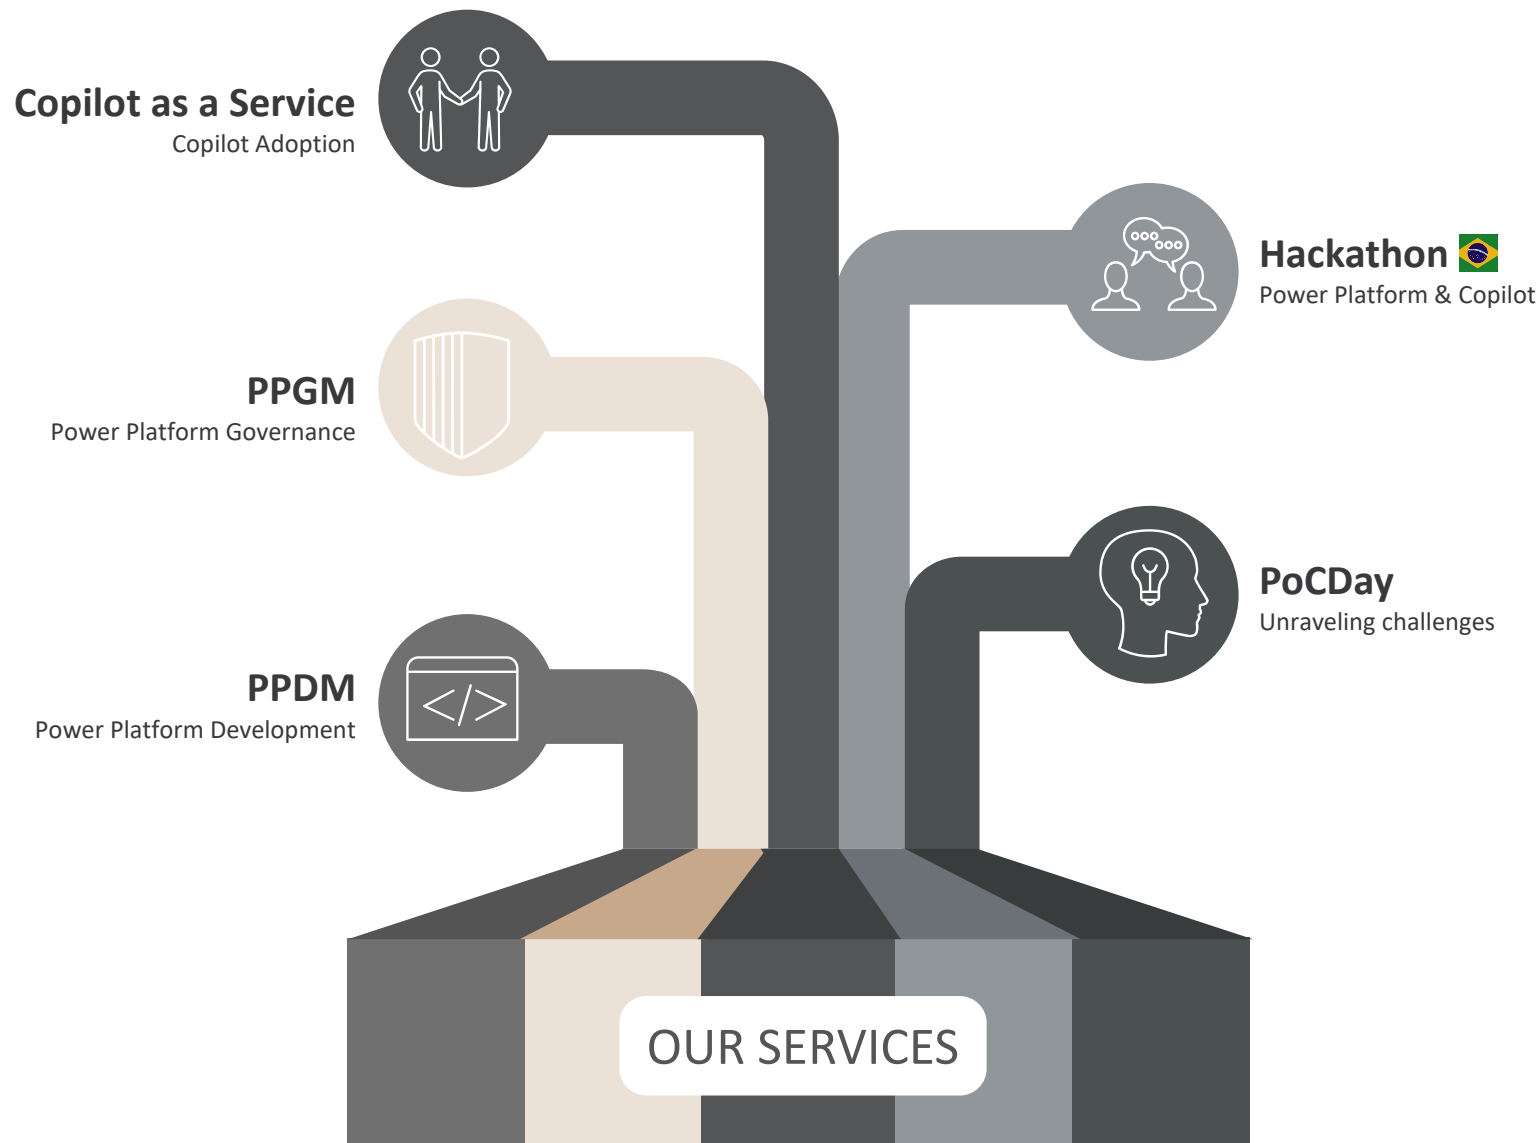 Copilot as a Service
Copilot Adoption
Hackathon
Power Platform & Copilot
PPGM
Power Platform Governance
PoCDay
Unraveling challenges
PPDM
Power Platform Development
</>
OUR SERVICES